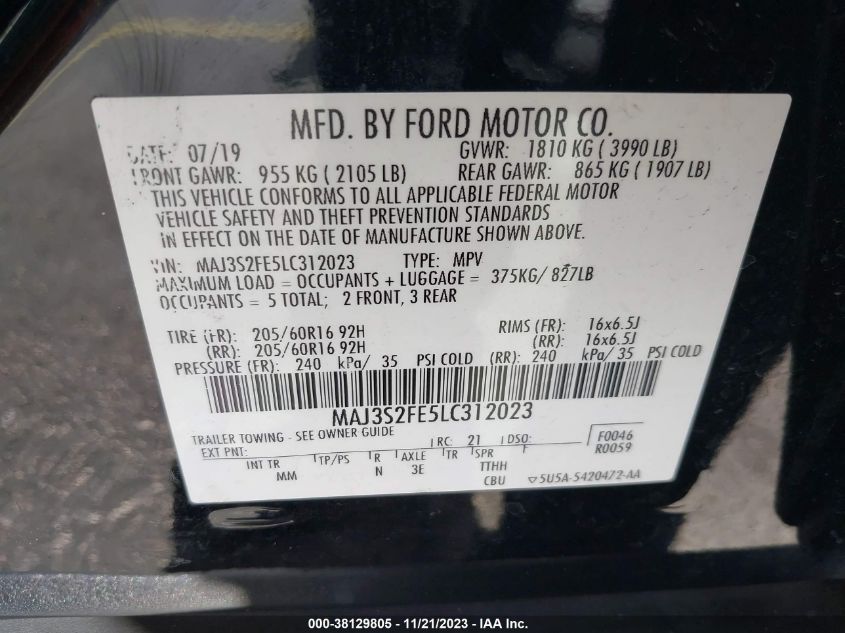 MFD. BY FORD MOTOR CO.
DATE: 07/19 GVWR: 1810 KG ( 3990 LB)
FRONT GAWR: 955 KG ( 2105 LB) REAR GAWR: 865 KG ( 1907 LB)
THIS VEHICLE CONFORMS TO ALL APPLICABLE FEDERAL MOTOR
VEHICLE SAFETY AND THEFT PREVENTION STANDARDS
IN EFFECT ON THE DATE OF MANUFACTURE SHOWN ABOVE.
VIN: MAJ3S2FE5LC312023 TYPE: MPV
MAXIMUM LOAD = OCCUPANTS + LUGGAGE = 375KG/ 827LB
OCCUPANTS = 5 TOTAL; 2 FRONT, 3 REAR
TIRE (FR): 205/60R16 92H RIMS (FR): 16x6.5J
(RR): 205/60R16 92H (RR): 16x6.5J
PRESSURE (FR): 240 kPa/ 35 PSI COLD (RR): 240 kPa/ 35 PSI COLD
MAJ3S2FE5LC312023
TRAILER TOWING - SEE OWNER GUIDE
EXT PNT: RC: 21 DSO: F0046
R0059
INT TR TP/PS R AXLE TR SPR F
MM N 3E TTHH
CBU 5U5A-5420472-AA
000-38129805 - 11/21/2023 - IAA Inc.